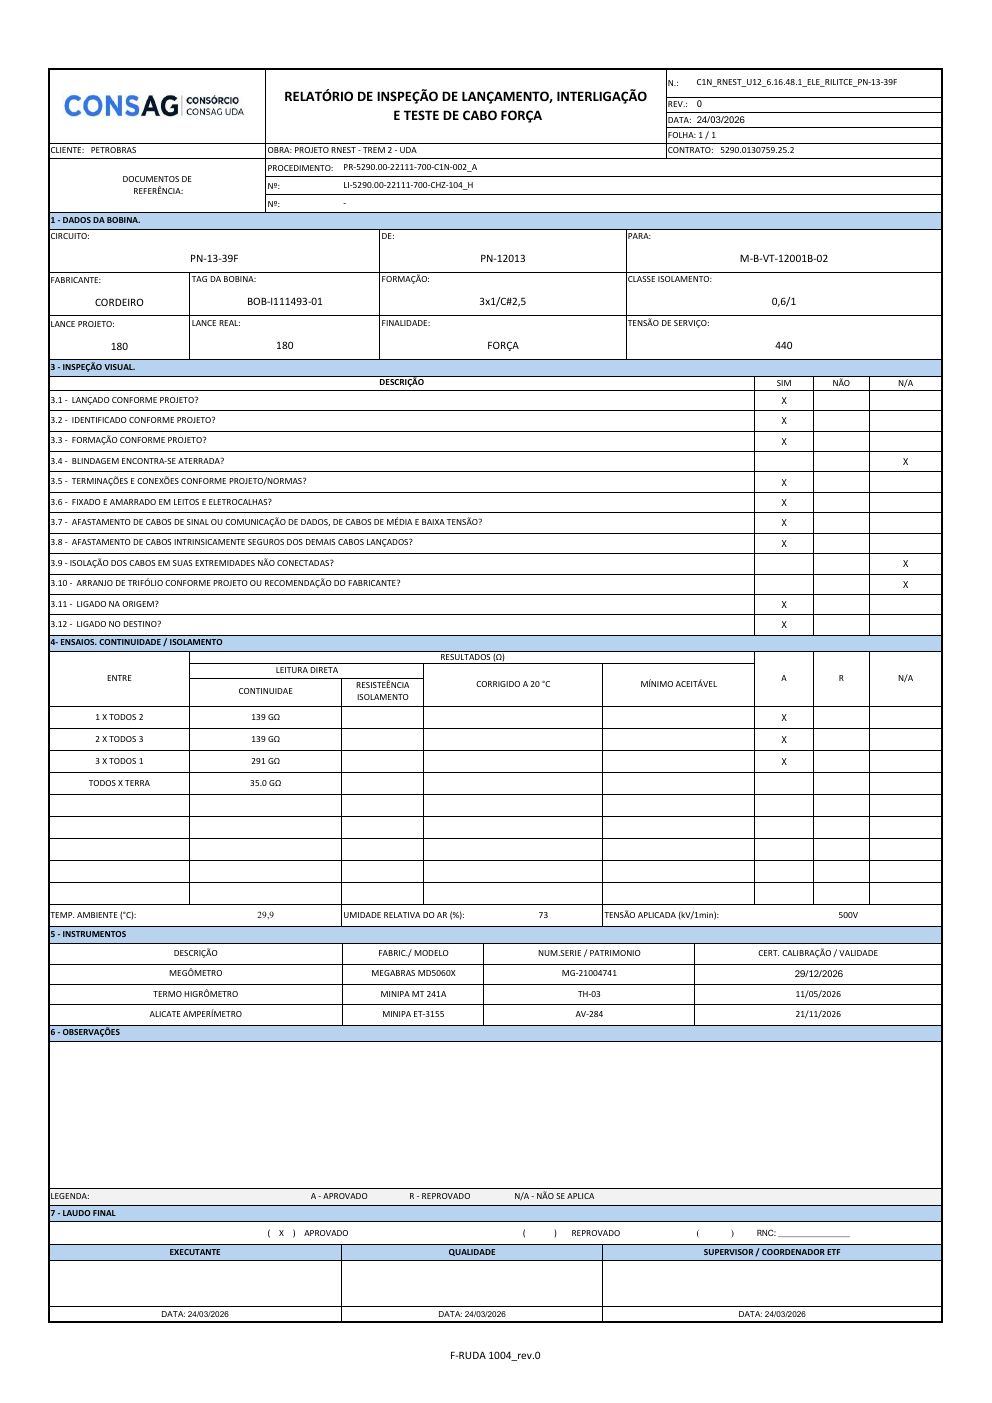 CONSAG CONSÓRCIO CONSAG UDA
RELATÓRIO DE INSPEÇÃO DE LANÇAMENTO, INTERLIGAÇÃO
E TESTE DE CABO FORÇA
N.: C1N_RNEST_U12_6.16.48.1_ELE_RILITCE_PN-13-39F
REV.: 0
DATA: 24/03/2026
FOLHA: 1 / 1
CLIENTE: PETROBRAS OBRA: PROJETO RNEST - TREM 2 - UDA CONTRATO: 5290.0130759.25.2
DOCUMENTOS DE
REFERÊNCIA:
PROCEDIMENTO: PR-5290.00-22111-700-C1N-002_A
Nº: LI-5290.00-22111-700-CHZ-104_H
Nº: -
1 - DADOS DA BOBINA.
CIRCUITO: DE: PARA:
PN-13-39F PN-12013 M-B-VT-12001B-02
FABRICANTE: TAG DA BOBINA: FORMAÇÃO: CLASSE ISOLAMENTO:
CORDEIRO BOB-I111493-01 3x1/C#2,5 0,6/1
LANCE PROJETO: LANCE REAL: FINALIDADE: TENSÃO DE SERVIÇO:
180 180 FORÇA 440
3 - INSPEÇÃO VISUAL.
DESCRIÇÃO SIM NÃO N/A
3.1 - LANÇADO CONFORME PROJETO? X
3.2 - IDENTIFICADO CONFORME PROJETO? X
3.3 - FORMAÇÃO CONFORME PROJETO? X
3.4 - BLINDAGEM ENCONTRA-SE ATERRADA? X
3.5 - TERMINAÇÕES E CONEXÕES CONFORME PROJETO/NORMAS? X
3.6 - FIXADO E AMARRADO EM LEITOS E ELETROCALHAS? X
3.7 - AFASTAMENTO DE CABOS DE SINAL OU COMUNICAÇÃO DE DADOS, DE CABOS DE MÉDIA E BAIXA TENSÃO? X
3.8 - AFASTAMENTO DE CABOS INTRINSICAMENTE SEGUROS DOS DEMAIS CABOS LANÇADOS? X
3.9 - ISOLAÇÃO DOS CABOS EM SUAS EXTREMIDADES NÃO CONECTADAS? X
3.10 - ARRANJO DE TRIFÓLIO CONFORME PROJETO OU RECOMENDAÇÃO DO FABRICANTE? X
3.11 - LIGADO NA ORIGEM? X
3.12 - LIGADO NO DESTINO? X
4- ENSAIOS. CONTINUIDADE / ISOLAMENTO
ENTRE RESULTADOS (Ω) A R N/A
LEITURA DIRETA CORRIGIDO A 20 °C MÍNIMO ACEITÁVEL
CONTINUIDAE RESISTEÊNCIA ISOLAMENTO
1 X TODOS 2 139 GΩ X
2 X TODOS 3 139 GΩ X
3 X TODOS 1 291 GΩ X
TODOS X TERRA 35.0 GΩ
TEMP. AMBIENTE (°C): 29,9 UMIDADE RELATIVA DO AR (%): 73 TENSÃO APLICADA (kV/1min): 500V
5 - INSTRUMENTOS
DESCRIÇÃO FABRIC./ MODELO NUM.SERIE / PATRIMONIO CERT. CALIBRAÇÃO / VALIDADE
MEGÔMETRO MEGABRAS MD5060X MG-21004741 29/12/2026
TERMO HIGRÔMETRO MINIPA MT 241A TH-03 11/05/2026
ALICATE AMPERÍMETRO MINIPA ET-3155 AV-284 21/11/2026
6 - OBSERVAÇÕES
LEGENDA: A - APROVADO R - REPROVADO N/A - NÃO SE APLICA
7 - LAUDO FINAL
( X ) APROVADO ( ) REPROVADO ( ) RNC: _______________
EXECUTANTE QUALIDADE SUPERVISOR / COORDENADOR ETF
DATA: 24/03/2026 DATA: 24/03/2026 DATA: 24/03/2026
F-RUDA 1004_rev.0